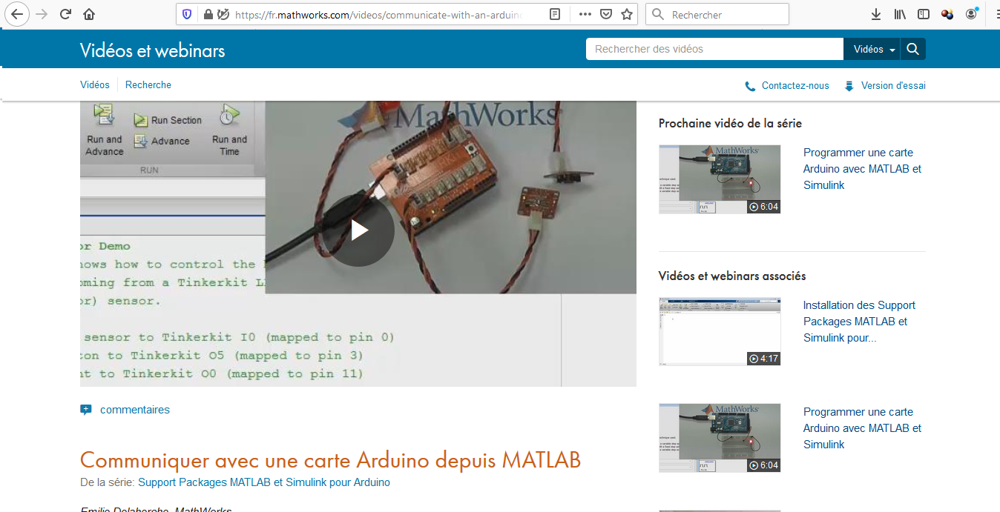 https://fr.mathworks.com/videos/communicate-with-an-arduin
Rechercher
Vidéos et webinars
Rechercher des vidéos
Vidéos
Vidéos
Recherche
Contactez-nous
Version d'essai
Run and
Advance
Run Section
Advance
Run and
Time
RUN
MathWorks
or Demo
hows how to control the
oming from a Tinkerkit L
or) sensor.
sensor to Tinkerkit I0 (mapped to pin 0)
ton to Tinkerkit O5 (mapped to pin 3)
ht to Tinkerkit O0 (mapped to pin 11)
commentaires
Communiquer avec une carte Arduino depuis MATLAB
De la série: Support Packages MATLAB et Simulink pour Arduino
Emilie Delaherche, MathWorks
Prochaine vidéo de la série
MathWorks
6:04
Programmer une carte
Arduino avec MATLAB et
Simulink
Vidéos et webinars associés
4:17
Installation des Support
Packages MATLAB et
Simulink pour...
MathWorks
6:04
Programmer une carte
Arduino avec MATLAB et
Simulink